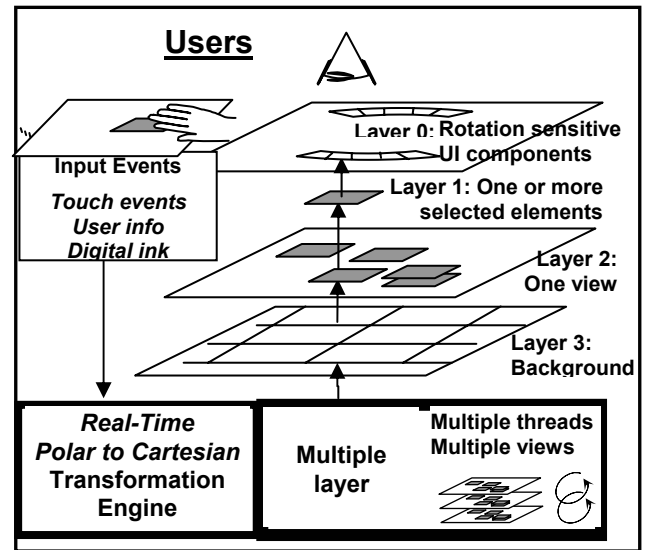 Users
Layer 0: Rotation sensitive
UI components
Input Events
Touch events
User info
Digital ink
Layer 1: One or more
selected elements
Layer 2:
One view
Layer 3:
Background
Real-Time
Polar to Cartesian
Transformation
Engine
Multiple
layer
Multiple threads
Multiple views